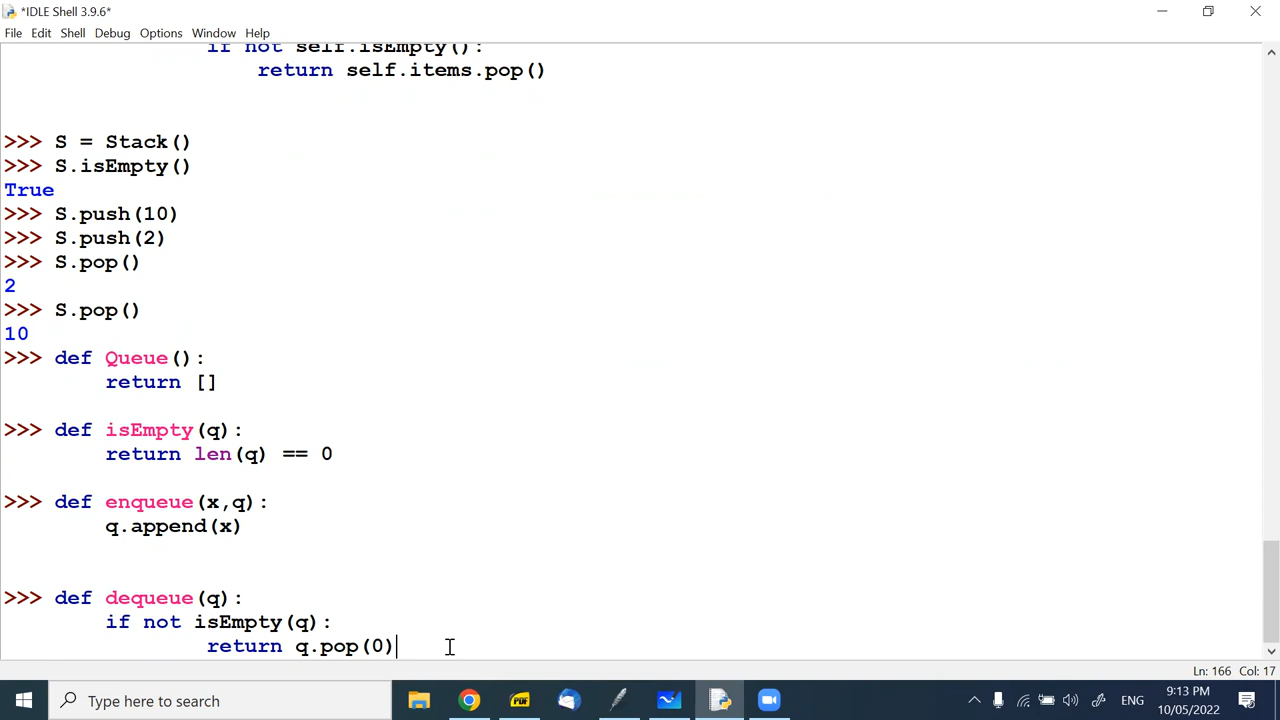 *IDLE Shell 3.9.6*
File Edit Shell Debug Options Window Help
if not self.isEmpty():
return self.items.pop()
>>> S = Stack()
>>> S.isEmpty()
True
>>> S.push(10)
>>> S.push(2)
>>> S.pop()
2
>>> S.pop()
10
>>> def Queue():
return []
>>> def isEmpty(q):
return len(q) == 0
>>> def enqueue(x,q):
q.append(x)
>>> def dequeue(q):
if not isEmpty(q):
return q.pop(0)
Ln: 166 Col: 17
Type here to search
PDF
ENG
9:13 PM
10/05/2022